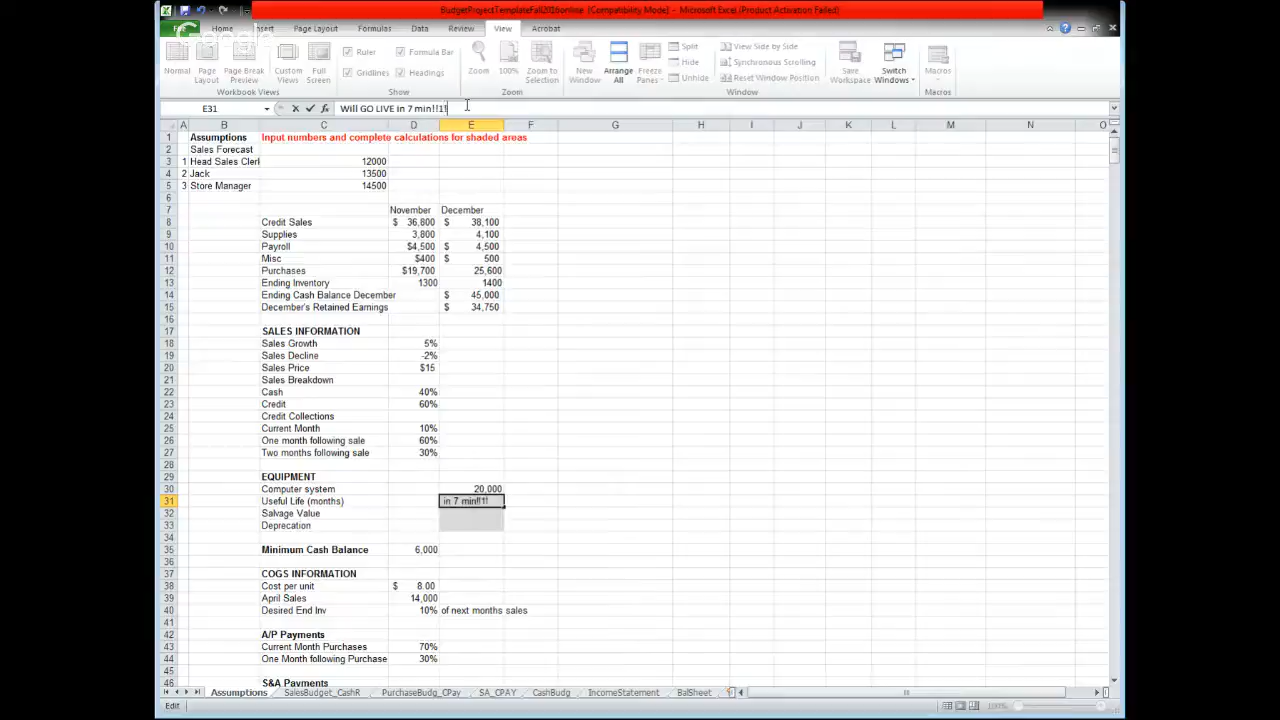 BudgetProjectTemplateFall2016online [Compatibility Mode] - Microsoft Excel (Product Activation Failed)
File Home Insert Page Layout Formulas Data Review View Acrobat
Ruler Formula Bar Split View Side by Side
Gridlines Headings Hide Synchronous Scrolling
Unhide Reset Window Position
Normal Page Layout Page Break Preview Custom Views Full Screen Zoom 100% Zoom to Selection New Window Arrange All Freeze Panes Save Workspace Switch Windows Macros
Workbook Views Show Zoom Window Macros
E31 fx Will GO LIVE in 7 min!!1!
A B C D E F G H I J K L M N O
1 Assumptions Input numbers and complete calculations for shaded areas
2 Sales Forecast
3 1 Head Sales Clerk 12000
4 2 Jack 13500
5 3 Store Manager 14500
6
7 November December
8 Credit Sales $ 36,800 $ 38,100
9 Supplies 3,800 4,100
10 Payroll $4,500 $ 4,500
11 Misc $400 $ 500
12 Purchases $19,700 25,600
13 Ending Inventory 1300 1400
14 Ending Cash Balance December $ 45,000
15 December's Retained Earnings $ 34,750
16
17 SALES INFORMATION
18 Sales Growth 5%
19 Sales Decline -2%
20 Sales Price $15
21 Sales Breakdown
22 Cash 40%
23 Credit 60%
24 Credit Collections
25 Current Month 10%
26 One month following sale 60%
27 Two months following sale 30%
28
29 EQUIPMENT
30 Computer system 20,000
31 Useful Life (months) in 7 min!!1!
32 Salvage Value
33 Deprecation
34
35 Minimum Cash Balance 6,000
36
37 COGS INFORMATION
38 Cost per unit $ 8.00
39 April Sales 14,000
40 Desired End Inv 10% of next months sales
41
42 A/P Payments
43 Current Month Purchases 70%
44 One Month following Purchase 30%
45
46 S&A Payments
Assumptions SalesBudget_CashR PurchaseBudg_CPay SA_CPAY CashBudg IncomeStatement BalSheet
Edit 100%